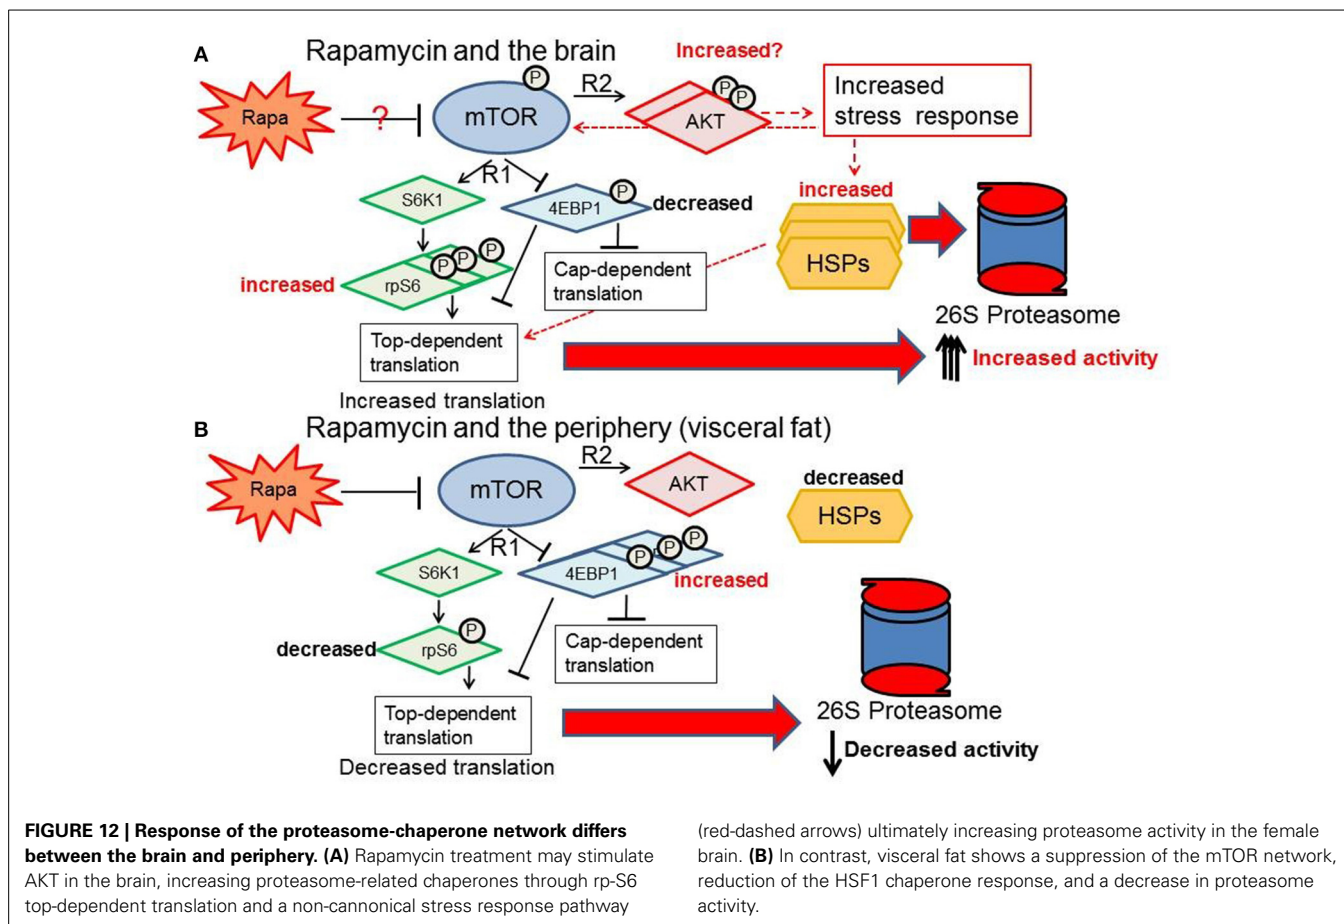 A
Rapamycin and the brain
Increased?
Rapa
?
mTOR
P
R2
P
P
AKT
Increased
stress response
R1
S6K1
4EBP1
P
decreased
increased
HSPs
increased
rpS6
P
P
P
Cap-dependent
translation
Top-dependent
translation
Increased translation
26S Proteasome
Increased activity
B
Rapamycin and the periphery (visceral fat)
Rapa
mTOR
R2
AKT
decreased
HSPs
R1
S6K1
4EBP1
P
P
P
increased
decreased
rpS6
P
Cap-dependent
translation
Top-dependent
translation
Decreased translation
26S Proteasome
Decreased activity
FIGURE 12 | Response of the proteasome-chaperone network differs
between the brain and periphery. (A) Rapamycin treatment may stimulate
AKT in the brain, increasing proteasome-related chaperones through rp-S6
top-dependent translation and a non-cannonical stress response pathway
(red-dashed arrows) ultimately increasing proteasome activity in the female
brain. (B) In contrast, visceral fat shows a suppression of the mTOR network,
reduction of the HSF1 chaperone response, and a decrease in proteasome
activity.